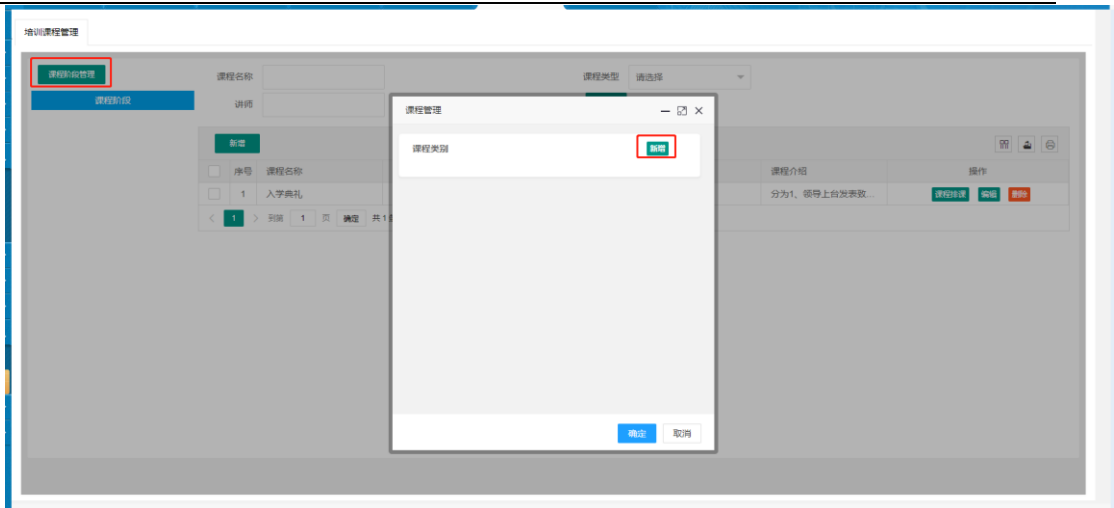 培训课程管理
课程阶段管理
课程名称
课程类型 请选择
课程阶段
讲师
课程管理
课程类别 新增
新增
序号 课程名称 课程介绍 操作
1 入学典礼 分为1、领导上台发表致... 课程排课 编辑 删除
1 到第 1 页 确定 共1
确定 取消